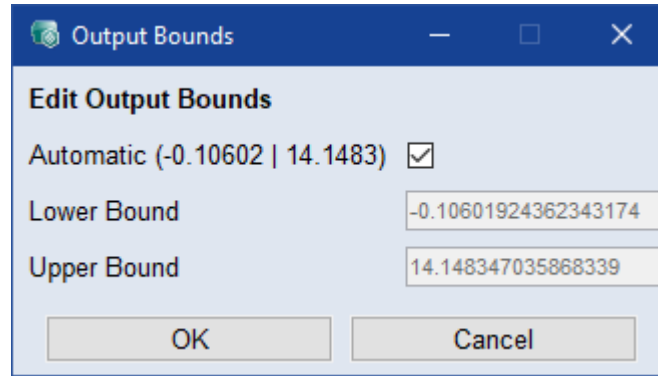 Output Bounds
Edit Output Bounds
Automatic (-0.10602 | 14.1483)
Lower Bound -0.10601924362343174
Upper Bound 14.148347035868339
OK Cancel